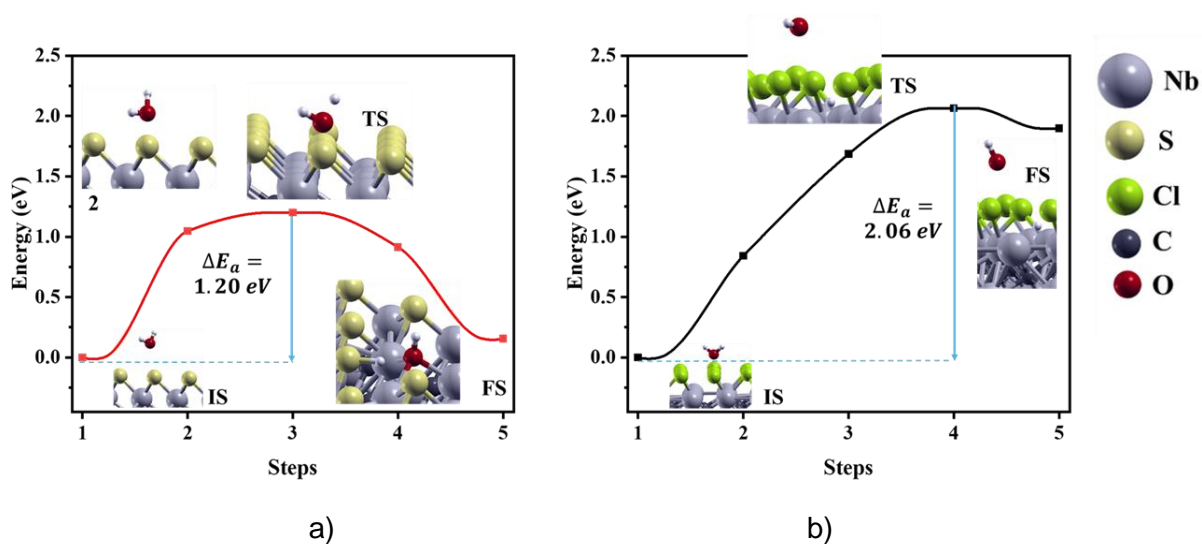 2.5
2.0
1.5
1.0
0.5
0.0
Energy (eV)
1
2
3
4
5
Steps
2
TS
ΔE_a =
1.20 eV
IS
FS
a)
2.5
2.0
1.5
1.0
0.5
0.0
Energy (eV)
1
2
3
4
5
Steps
TS
ΔE_a =
2.06 eV
FS
IS
b)
Nb
S
Cl
C
O